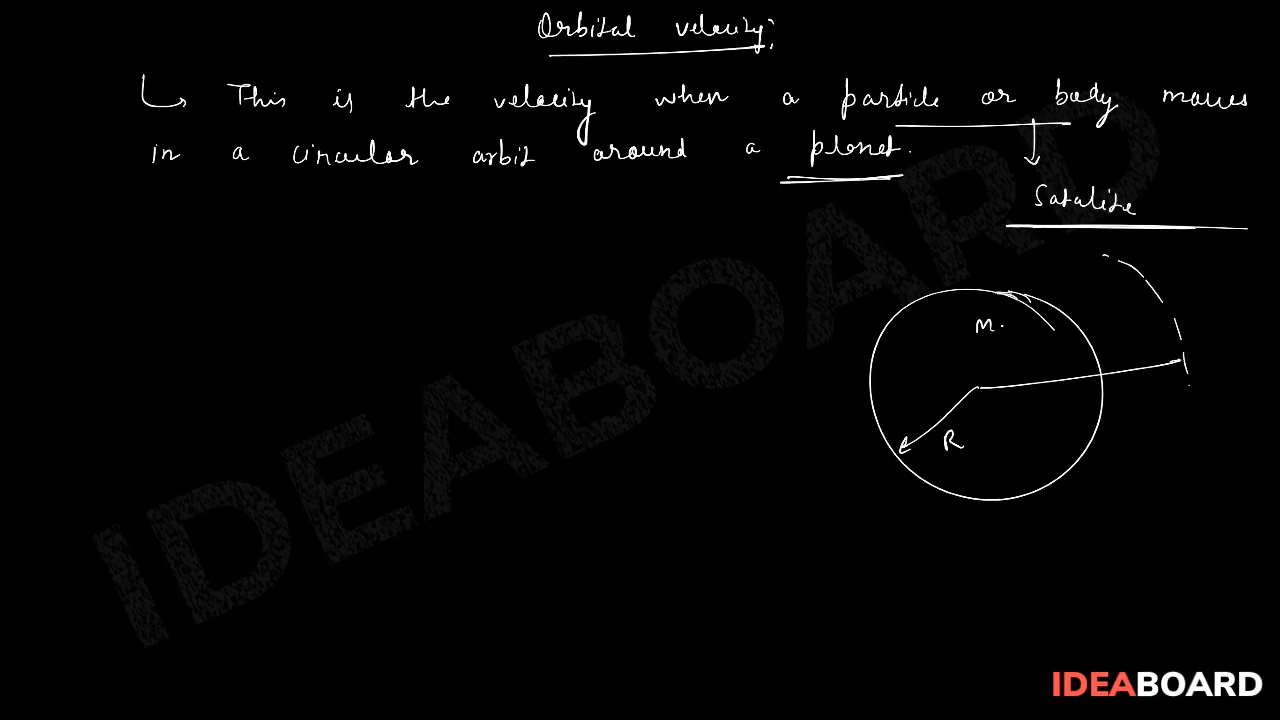 Orbital velocity:
This is the velocity when a particle or body moves
in a circular orbit around a planet.
Satalite
M.
R
IDEABOARD
IDEABOARD